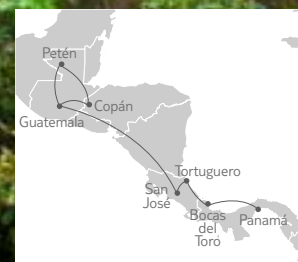 Petén
Copán
Guatemala
Tortuguero
San
José
Bocas
del
Toro
Panamá